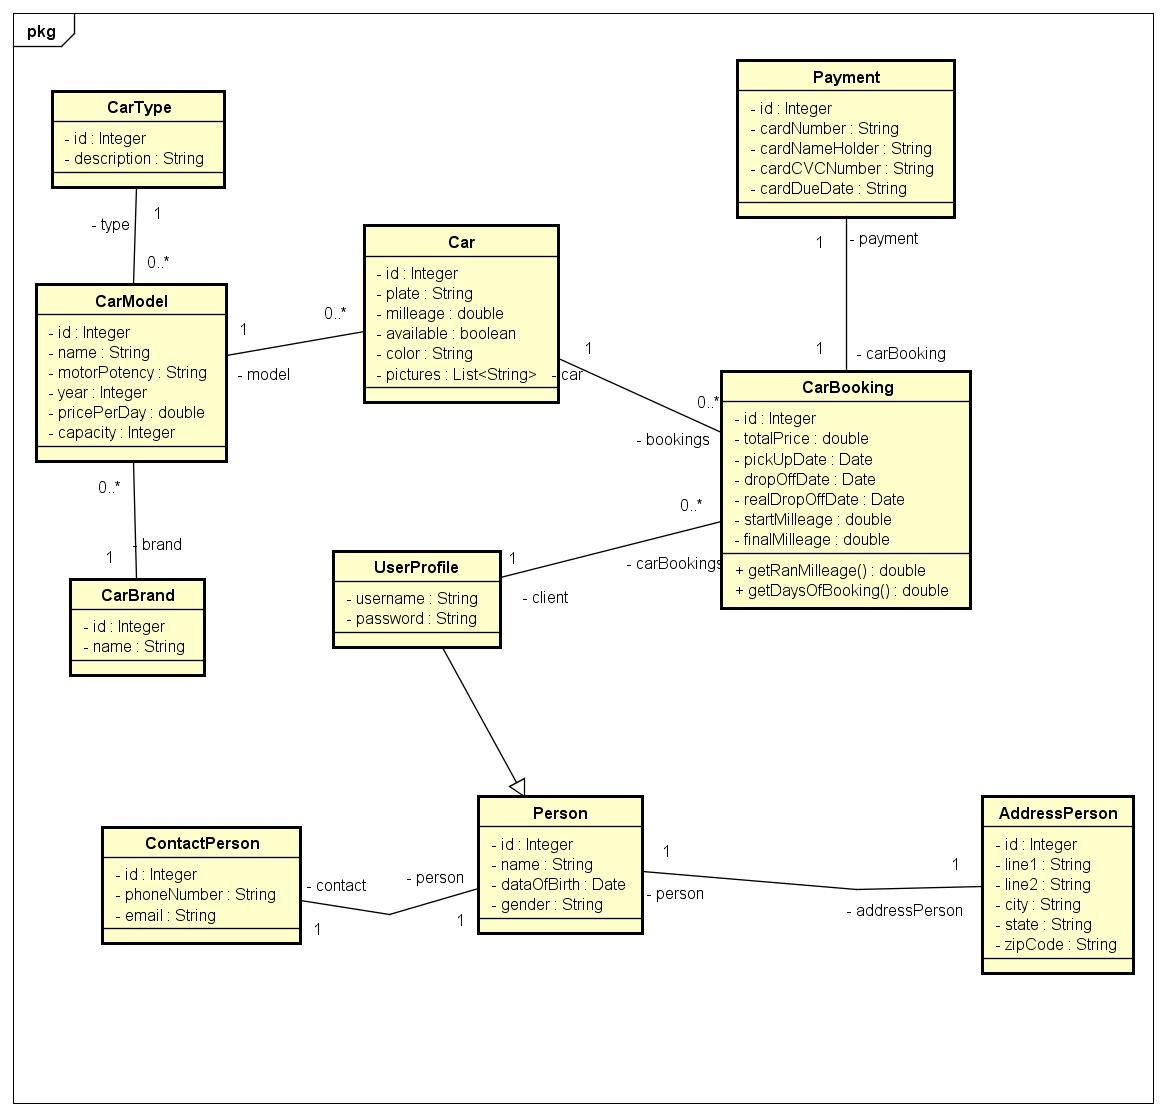 pkg
CarType
- id : Integer
- description : String
1
- type
0..*
CarModel
- id : Integer
- name : String
- motorPotency : String
- year : Integer
- pricePerDay : double
- capacity : Integer
1
0..*
- model
Car
- id : Integer
- plate : String
- milleage : double
- available : boolean
- color : String
- pictures : List<String>
1
- car
0..*
- bookings
Payment
- id : Integer
- cardNumber : String
- cardNameHolder : String
- cardCVCNumber : String
- cardDueDate : String
1
- payment
1
- carBooking
CarBooking
- id : Integer
- totalPrice : double
- pickUpDate : Date
- dropOffDate : Date
- realDropOffDate : Date
- startMilleage : double
- finalMilleage : double
+ getRanMilleage() : double
+ getDaysOfBooking() : double
0..*
- carBookings
1
- client
0..*
1
- brand
CarBrand
- id : Integer
- name : String
UserProfile
- username : String
- password : String
Person
- id : Integer
- name : String
- dataOfBirth : Date
- gender : String
ContactPerson
- id : Integer
- phoneNumber : String
- email : String
- contact
1
- person
1
1
- person
1
- addressPerson
AddressPerson
- id : Integer
- line1 : String
- line2 : String
- city : String
- state : String
- zipCode : String